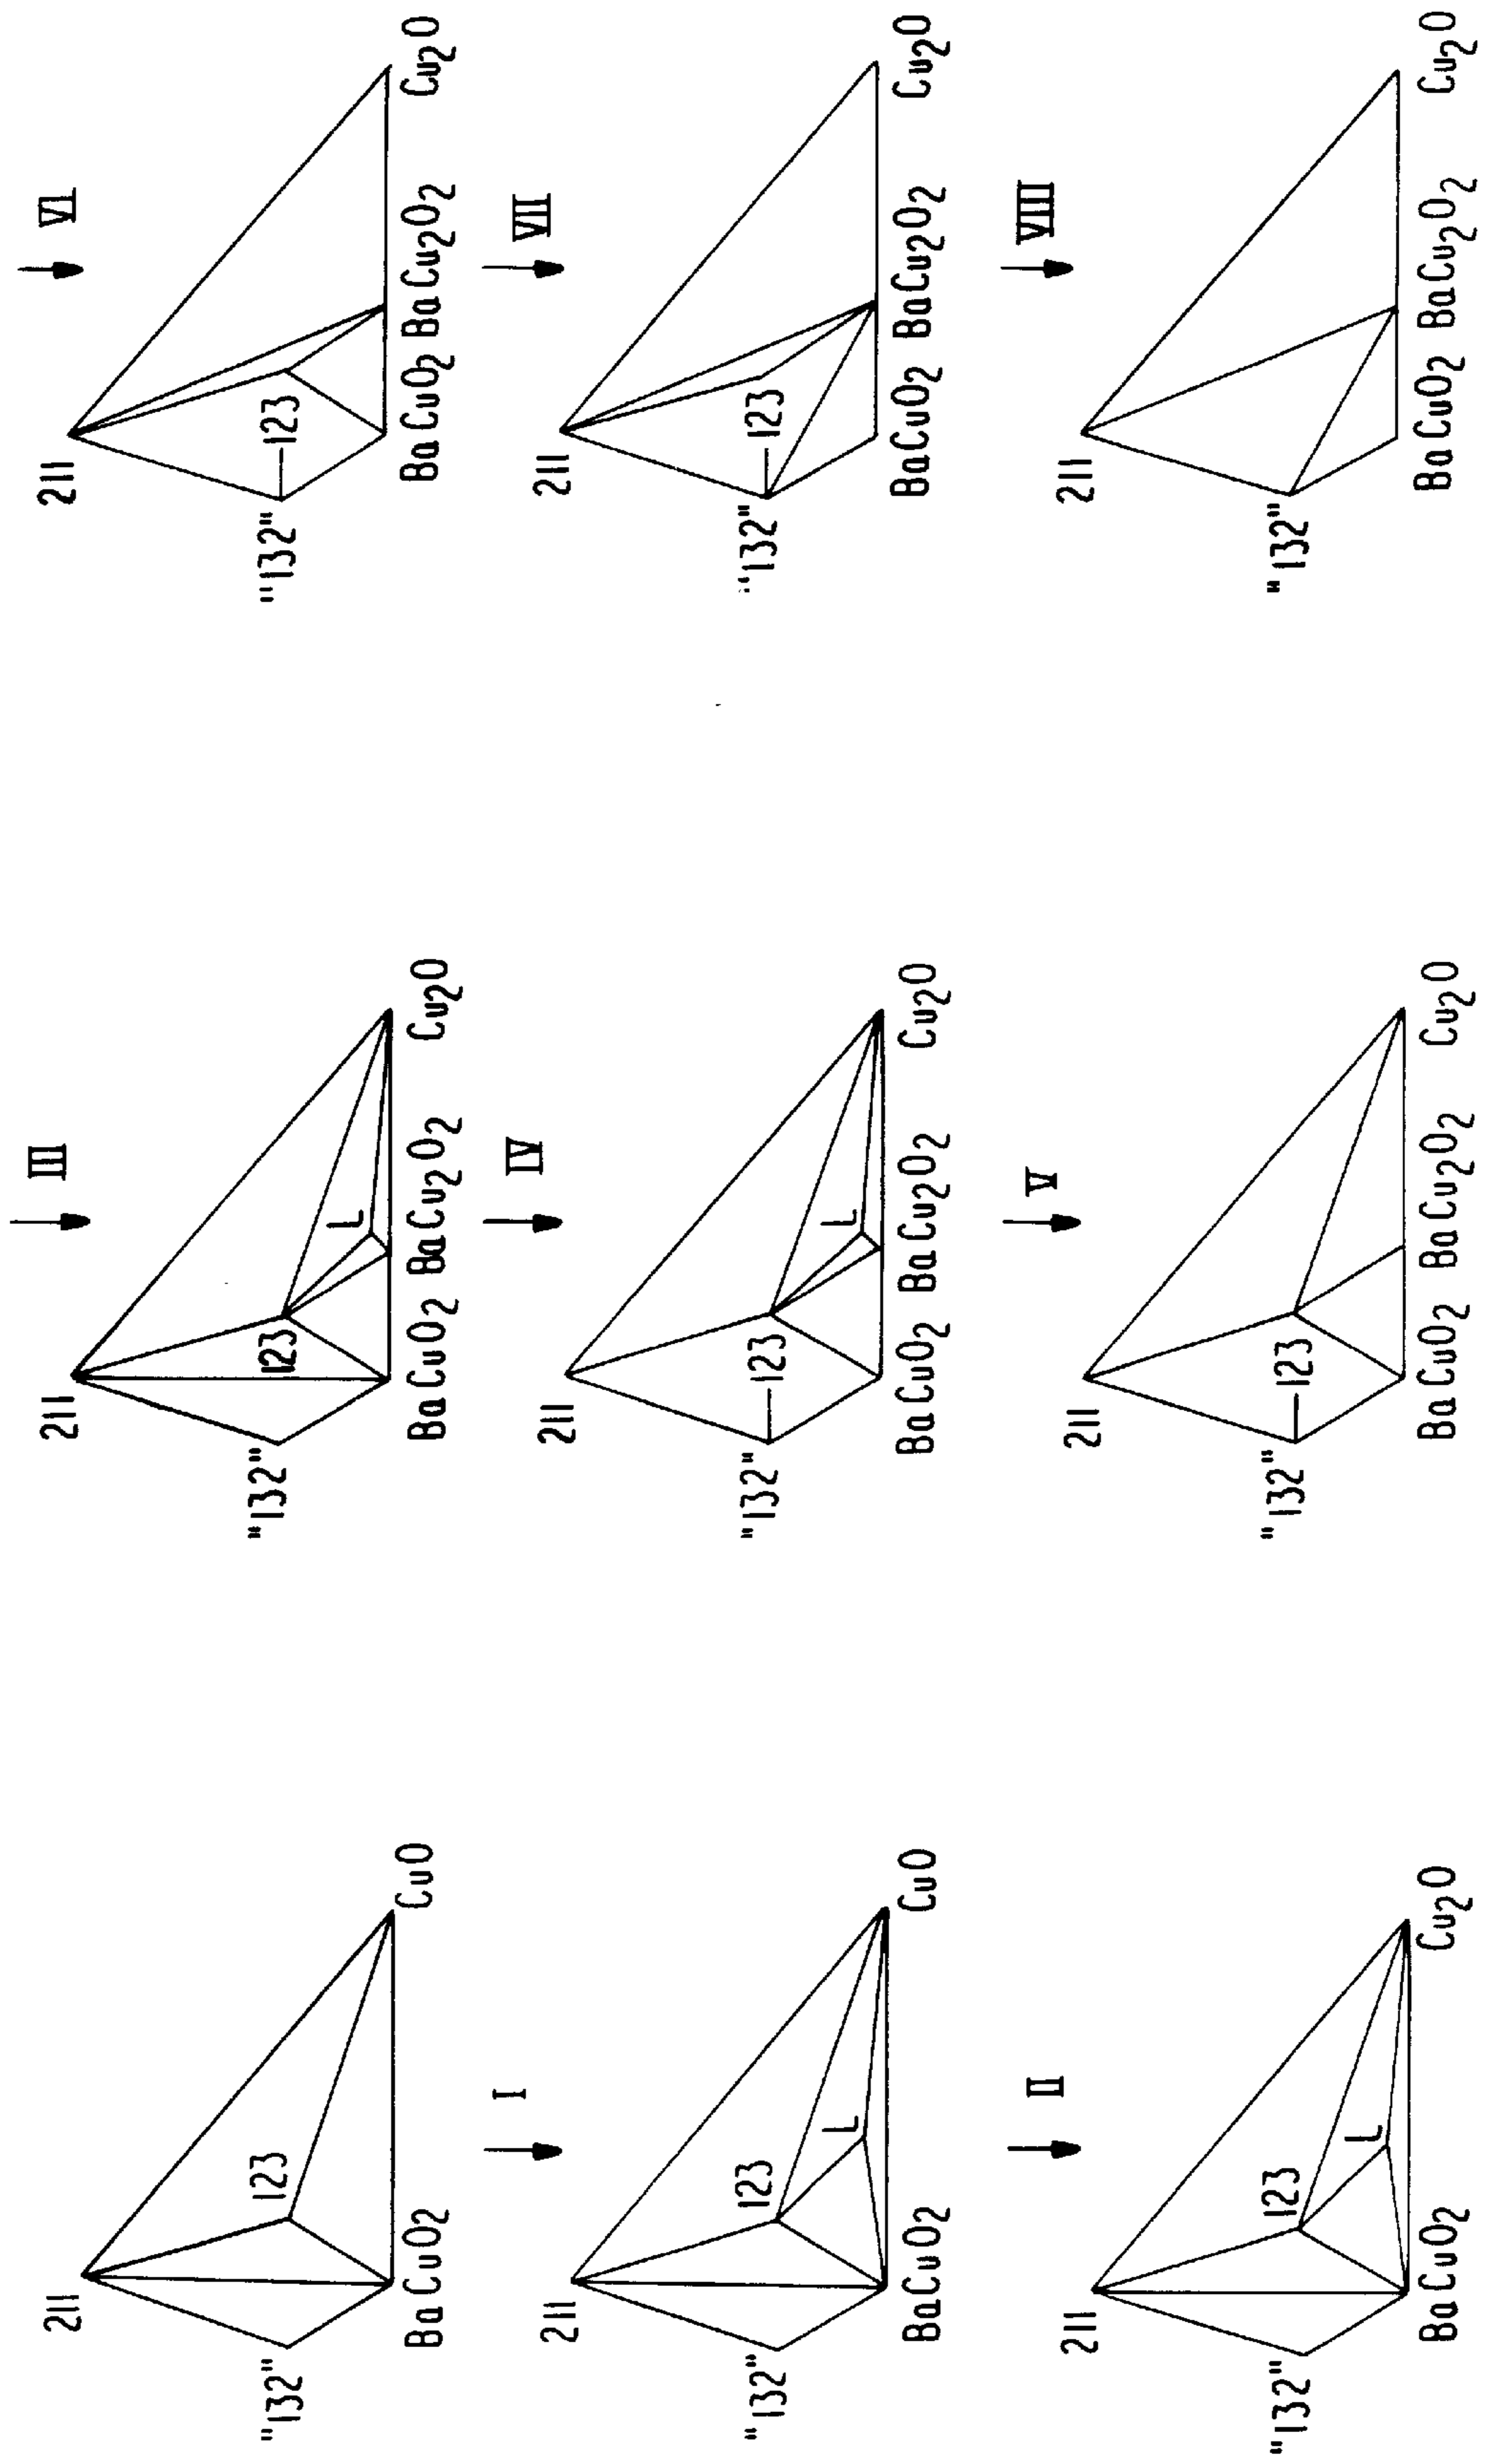 211
"132" 123
BaCuO₂ CuO
I
211
"132" 123
L
BaCuO₂ CuO
II
211
"132" 123
L
BaCuO₂ Cu₂O
III
211
"132" 123
L
BaCuO₂ BaCu₂O₂ Cu₂O
IV
211
"132" 123
L
BaCuO₂ BaCu₂O₂ Cu₂O
V
211
"132" 123
BaCuO₂ BaCu₂O₂ Cu₂O
VI
211
"132" 123
BaCuO₂ BaCu₂O₂ Cu₂O
VII
211
"132" 123
BaCuO₂ BaCu₂O₂ Cu₂O
VIII
211
"132"
BaCuO₂ BaCu₂O₂ Cu₂O